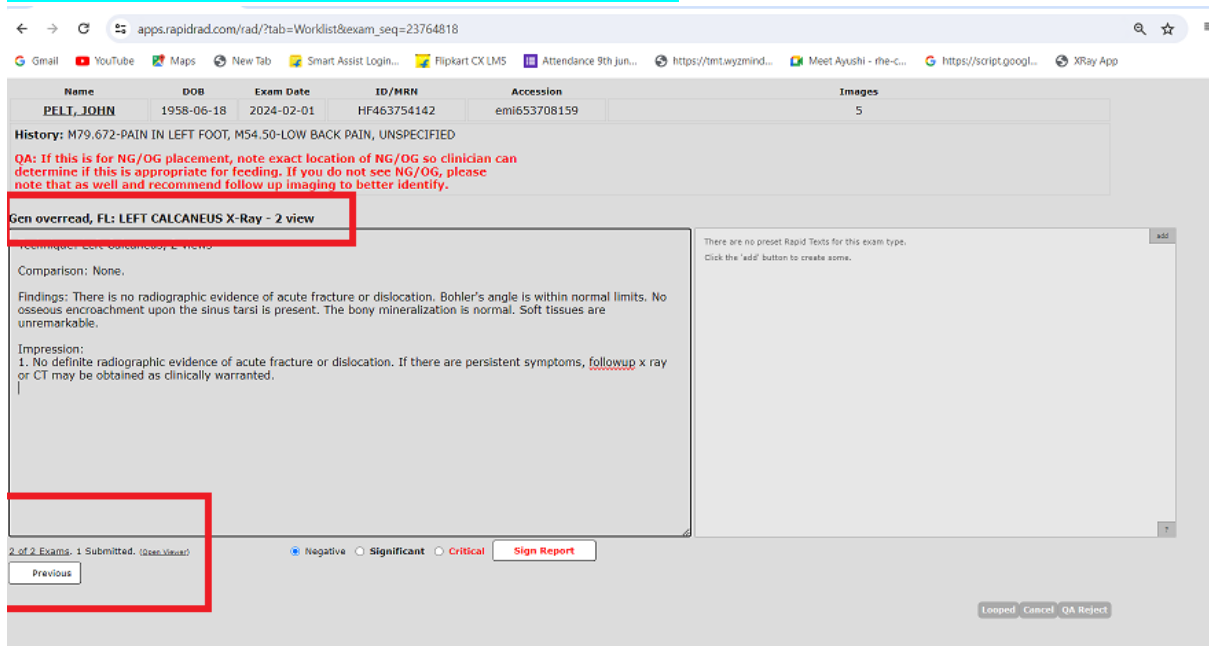 apps.rapidrad.com/rad/?tab=Worklist&exam_seq=23764818
Gmail YouTube Maps New Tab Smart Assist Login... Flipkart CX LMS Attendance 9th jun... https://tmt.wyzmind... Meet Ayushi - rhe-c... https://script.googl... XRay App
Name DOB Exam Date ID/MRN Accession Images
PELT, JOHN 1958-06-18 2024-02-01 HF463754142 emi653708159 5
History: M79.672-PAIN IN LEFT FOOT, M54.50-LOW BACK PAIN, UNSPECIFIED
QA: If this is for NG/OG placement, note exact location of NG/OG so clinician can
determine if this is appropriate for feeding. If you do not see NG/OG, please
note that as well and recommend follow up imaging to better identify.
Gen overread, FL: LEFT CALCANEUS X-Ray - 2 view
Technique: Left Calcaneus, 2 views
Comparison: None.
Findings: There is no radiographic evidence of acute fracture or dislocation. Bohler's angle is within normal limits. No
osseous encroachment upon the sinus tarsi is present. The bony mineralization is normal. Soft tissues are
unremarkable.
Impression:
1. No definite radiographic evidence of acute fracture or dislocation. If there are persistent symptoms, followup x ray
or CT may be obtained as clinically warranted.
There are no preset Rapid Texts for this exam type.
Click the 'add' button to create some.
add
?
2 of 2 Exams. 1 Submitted. (Open Viewer) Negative Significant Critical Sign Report
Previous
Looped Cancel QA Reject